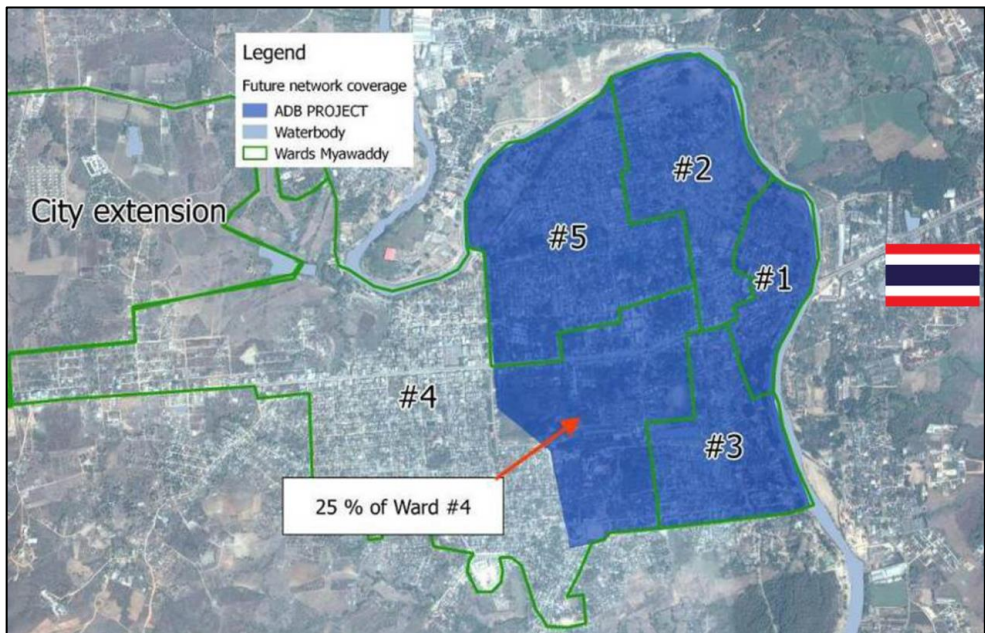 Legend
Future network coverage
ADB PROJECT
Waterbody
Wards Myawaddy
City extension
#2
#5
#1
#4
#3
25 % of Ward #4